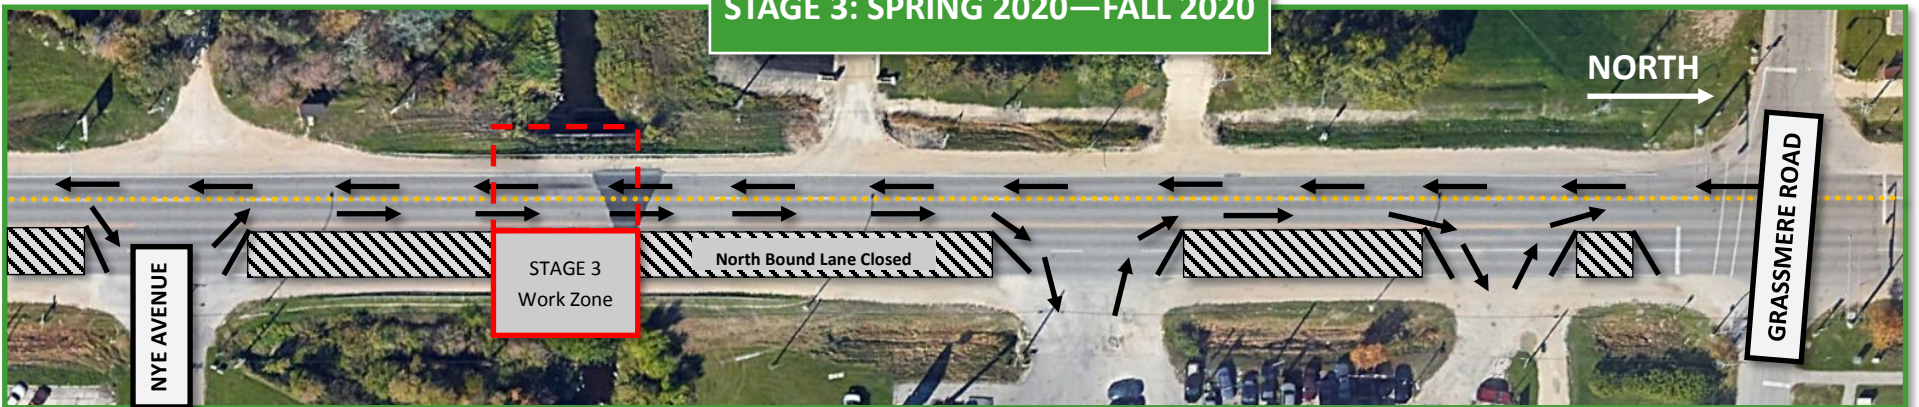 STAGE 3: SPRING 2020—FALL 2020
NORTH
GRASSMERE ROAD
North Bound Lane Closed
STAGE 3
Work Zone
NYE AVENUE